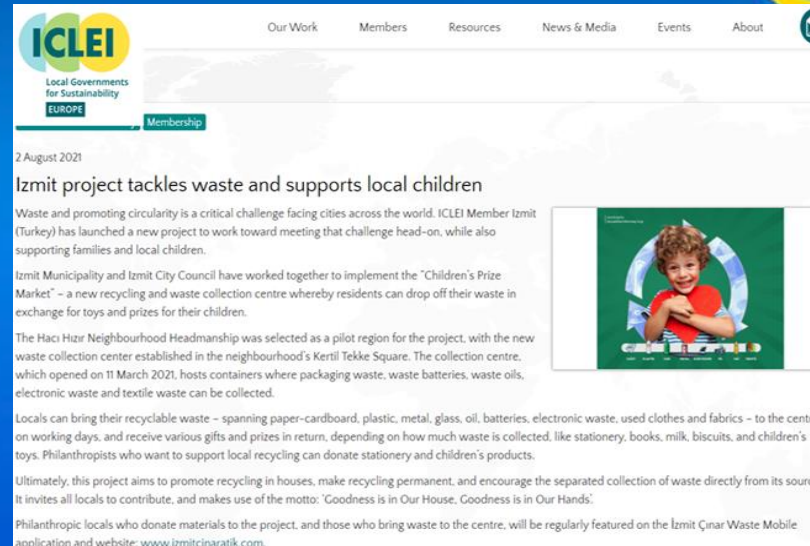 ICLEI
Local Governments
for Sustainability
EUROPE
Our Work Members Resources News & Media Events About
Membership
2 August 2021
Izmit project tackles waste and supports local children
Waste and promoting circularity is a critical challenge facing cities across the world. ICLEI Member Izmit
(Turkey) has launched a new project to work toward meeting that challenge head-on, while also
supporting families and local children.
Izmit Municipality and Izmit City Council have worked together to implement the "Children's Prize
Market" – a new recycling and waste collection centre whereby residents can drop off their waste in
exchange for toys and prizes for their children.
The Hacı Hızır Neighbourhood Headmanship was selected as a pilot region for the project, with the new
waste collection center established in the neighbourhood's Kertil Tekke Square. The collection centre,
which opened on 11 March 2021, hosts containers where packaging waste, waste batteries, waste oils,
electronic waste and textile waste can be collected.
Locals can bring their recyclable waste – spanning paper-cardboard, plastic, metal, glass, oil, batteries, electronic waste, used clothes and fabrics – to the cent
on working days, and receive various gifts and prizes in return, depending on how much waste is collected, like stationery, books, milk, biscuits, and children's
toys. Philanthropists who want to support local recycling can donate stationery and children's products.
Ultimately, this project aims to promote recycling in houses, make recycling permanent, and encourage the separated collection of waste directly from its sour
It invites all locals to contribute, and makes use of the motto: 'Goodness is in Our House, Goodness is in Our Hands'.
Philanthropic locals who donate materials to the project, and those who bring waste to the centre, will be regularly featured on the İzmit Çınar Waste Mobile
application and website: www.izmitcinaratik.com.